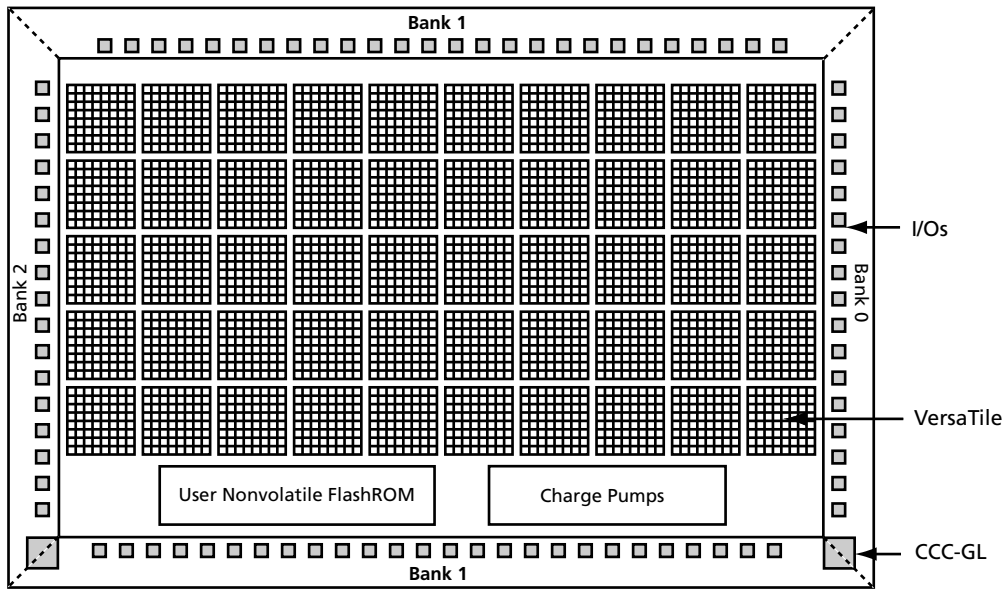 Bank 1
I/Os
Bank 2
Bank 0
VersaTile
User Nonvolatile FlashROM
Charge Pumps
CCC-GL
Bank 1